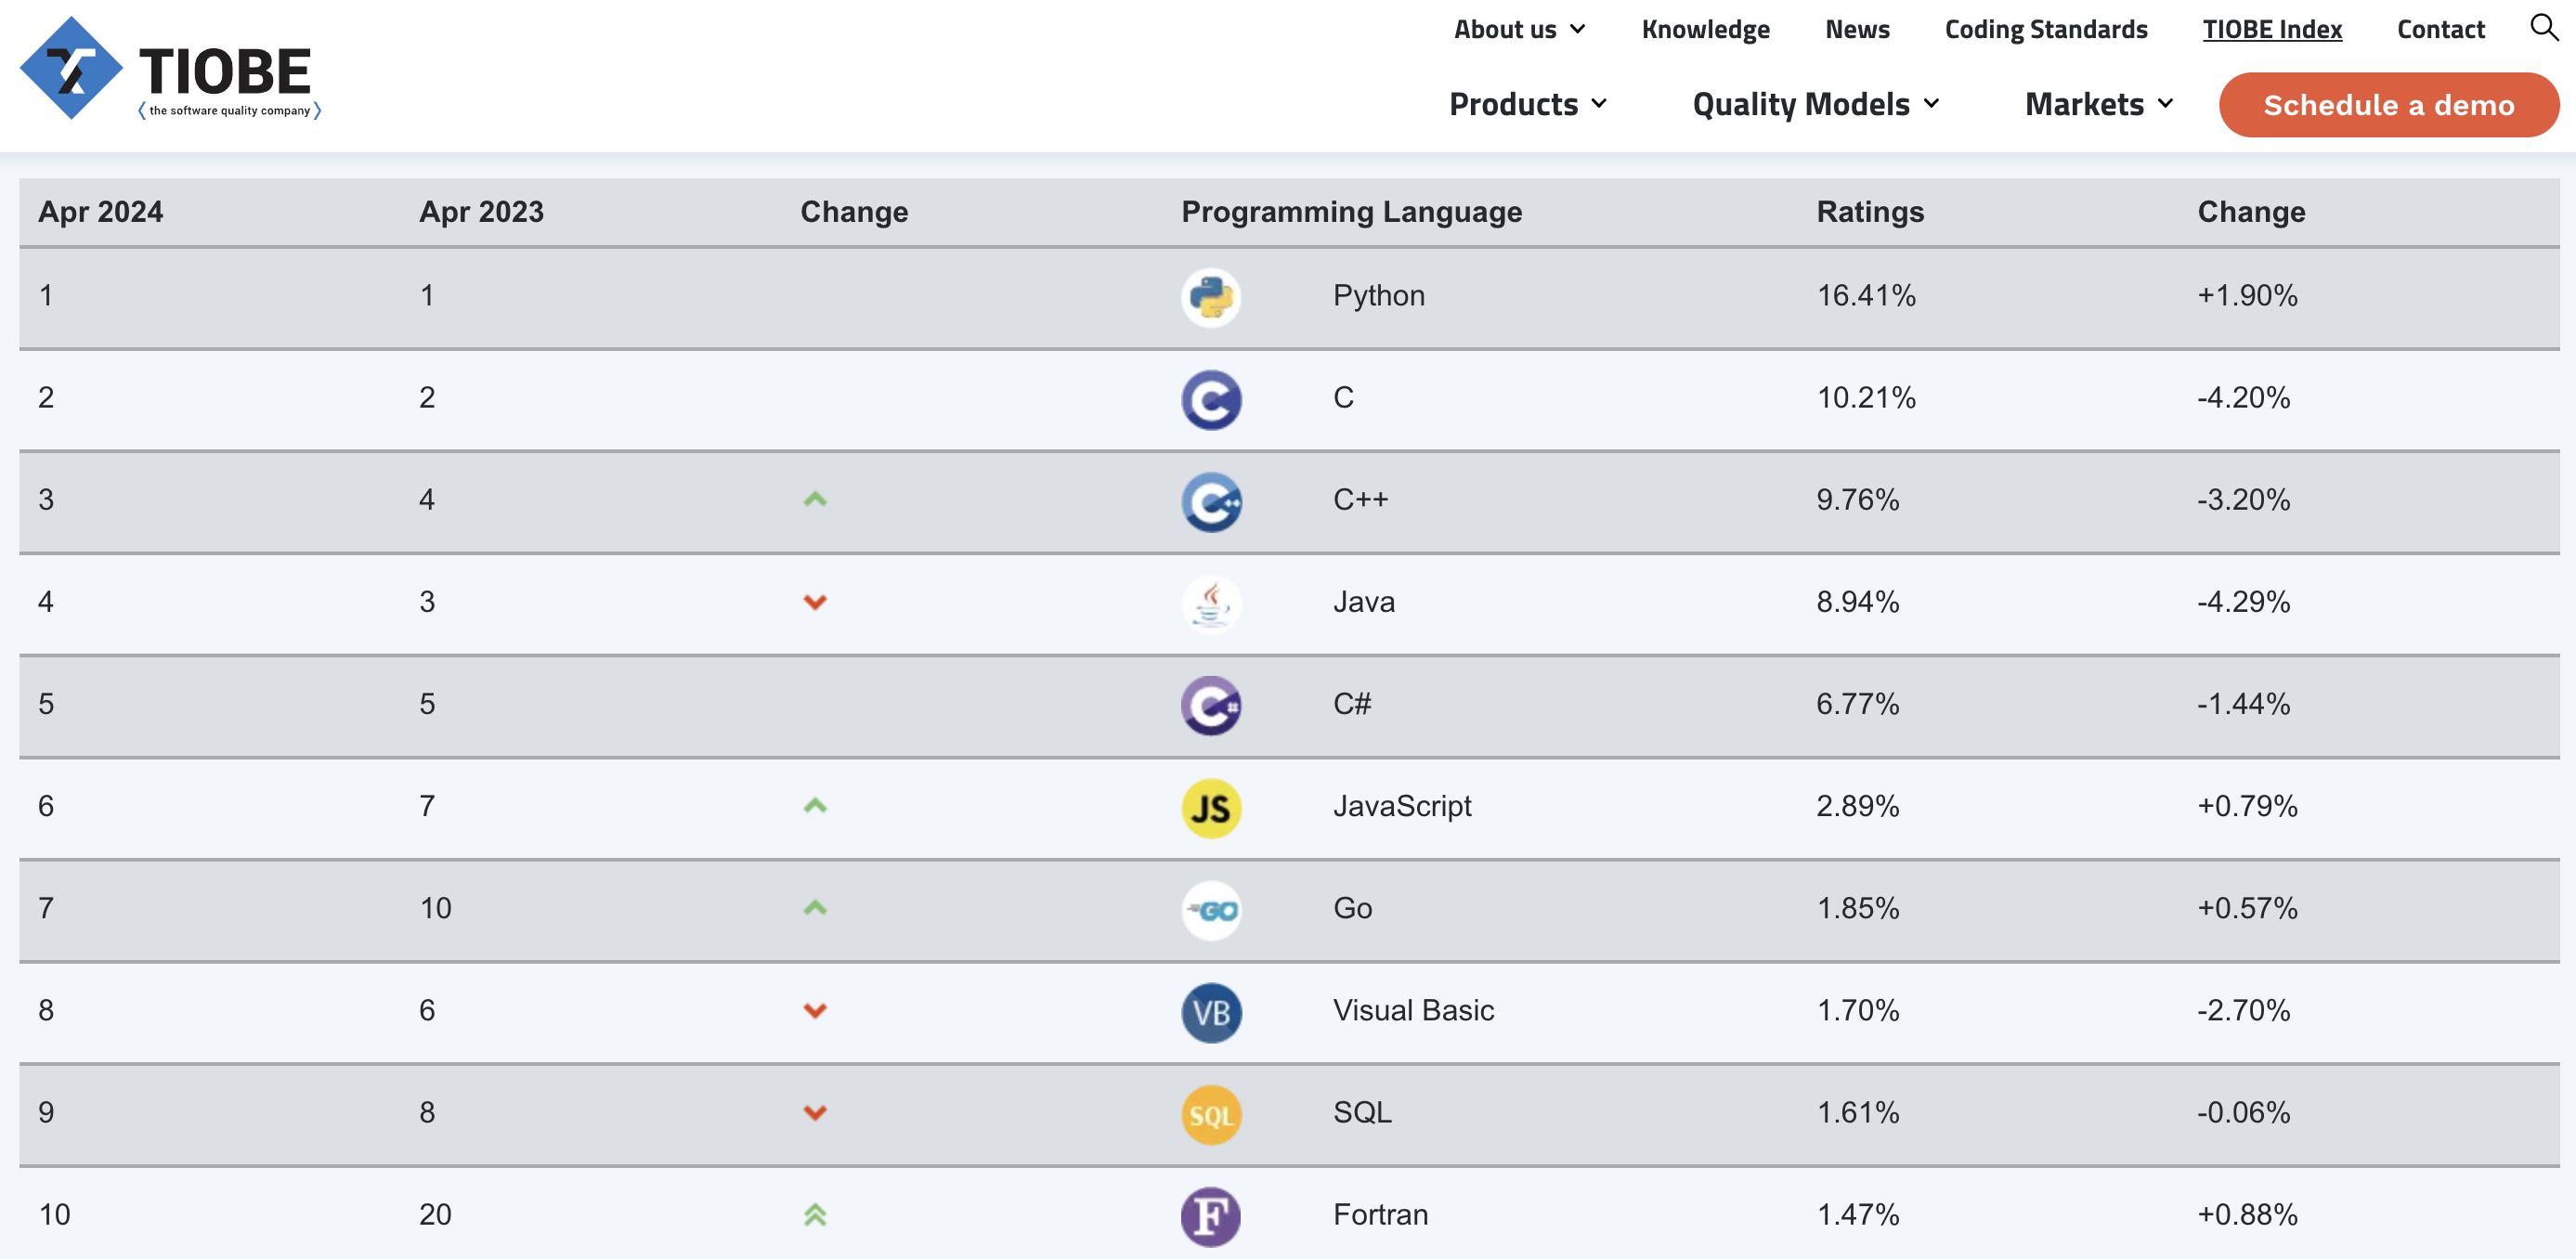 About us Knowledge News Coding Standards TIOBE Index Contact
TIOBE
⟨ the software quality company ⟩
Products Quality Models Markets Schedule a demo
Apr 2024 Apr 2023 Change Programming Language Ratings Change
1 1 Python 16.41% +1.90%
2 2 C C 10.21% -4.20%
3 4 C++ C++ 9.76% -3.20%
4 3 Java 8.94% -4.29%
5 5 C# C# 6.77% -1.44%
6 7 JS JavaScript 2.89% +0.79%
7 10 GO Go 1.85% +0.57%
8 6 VB Visual Basic 1.70% -2.70%
9 8 SQL SQL 1.61% -0.06%
10 20 F Fortran 1.47% +0.88%